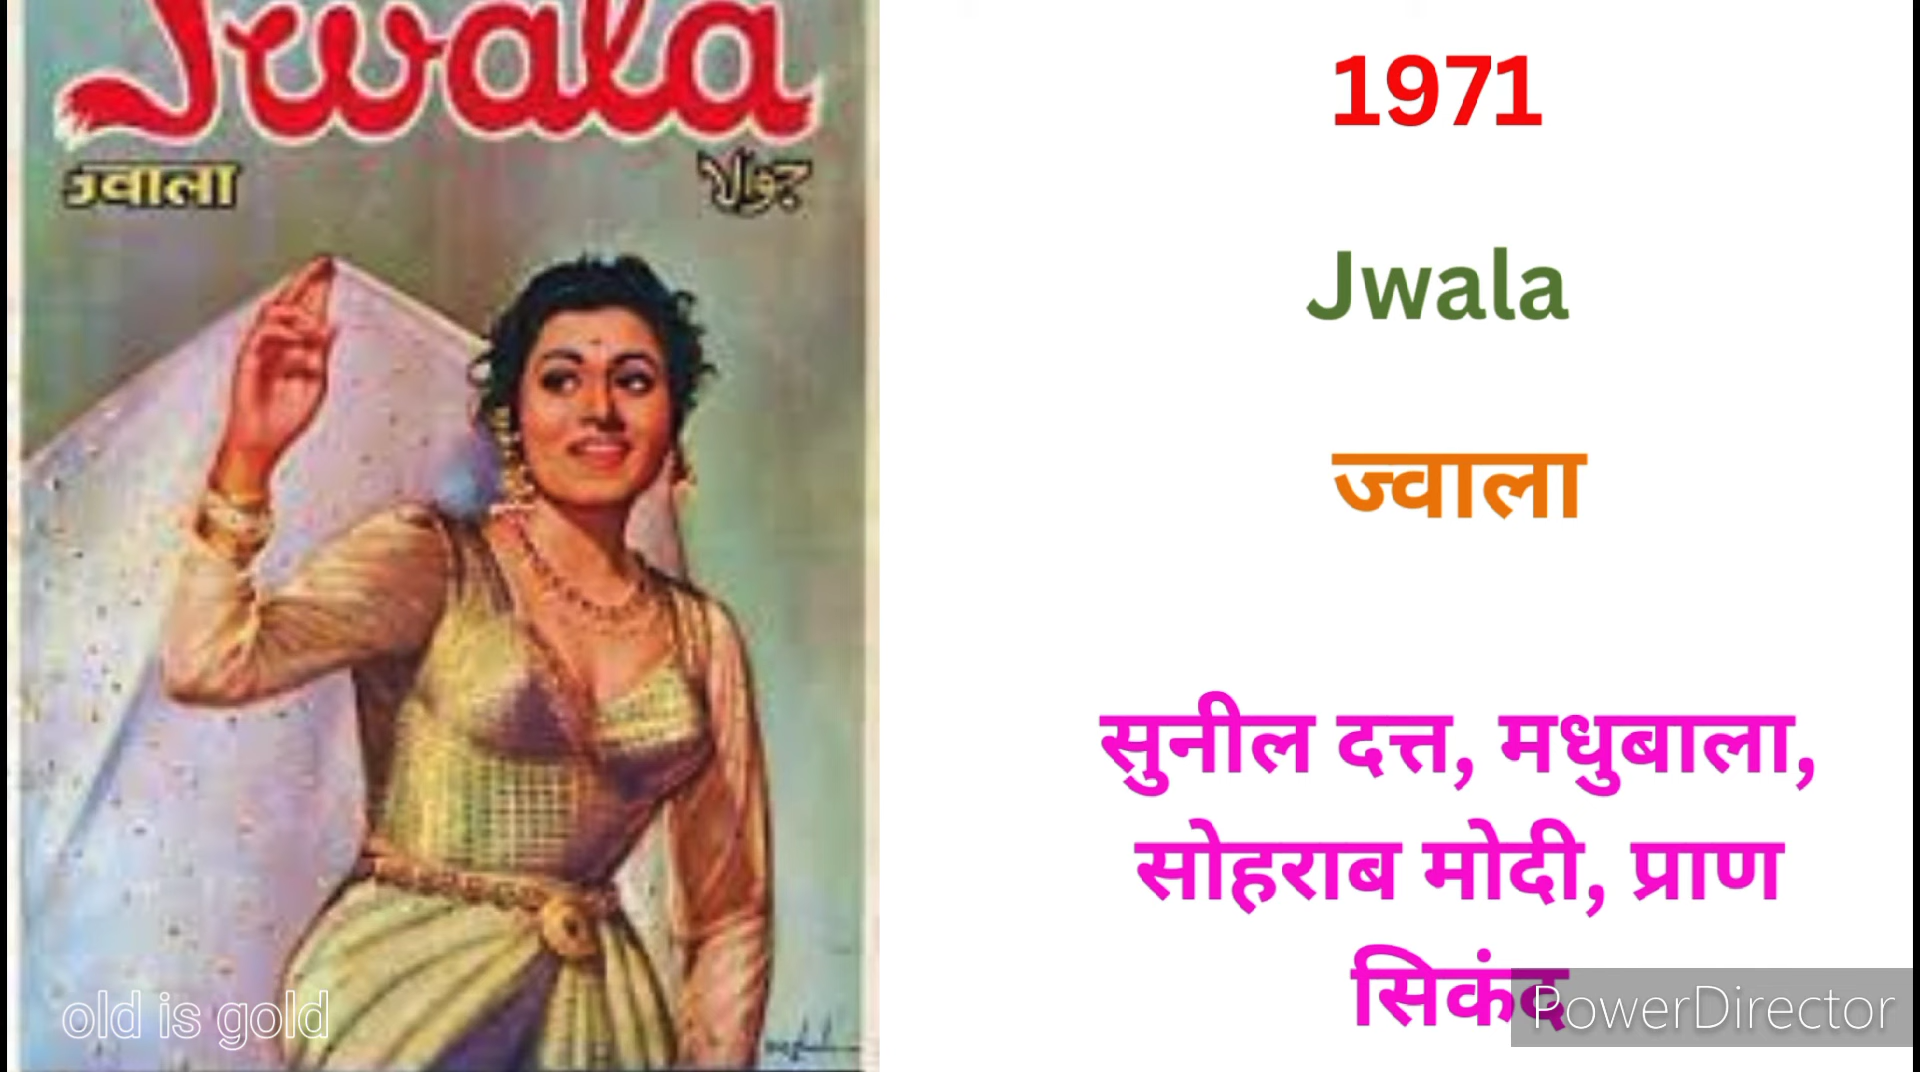 Jwala
ज्वाला
جوالا
1971
Jwala
ज्वाला
सुनील दत्त, मधुबाला,
सोहराब मोदी, प्राण
सिकंद
old is gold
PowerDirector